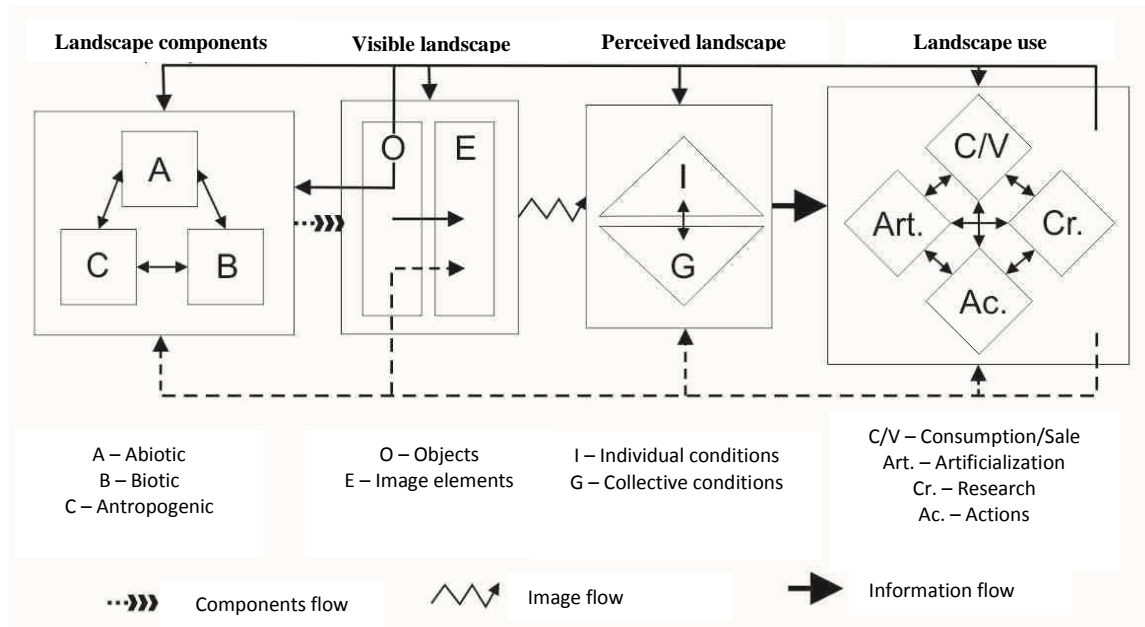 Landscape components
Visible landscape
Perceived landscape
Landscape use
A
C
B
O
E
I
G
C/V
Art.
Cr.
Ac.
A – Abiotic
B – Biotic
C – Antropogenic
O – Objects
E – Image elements
I – Individual conditions
G – Collective conditions
C/V – Consumption/Sale
Art. – Artificialization
Cr. – Research
Ac. – Actions
Components flow
Image flow
Information flow